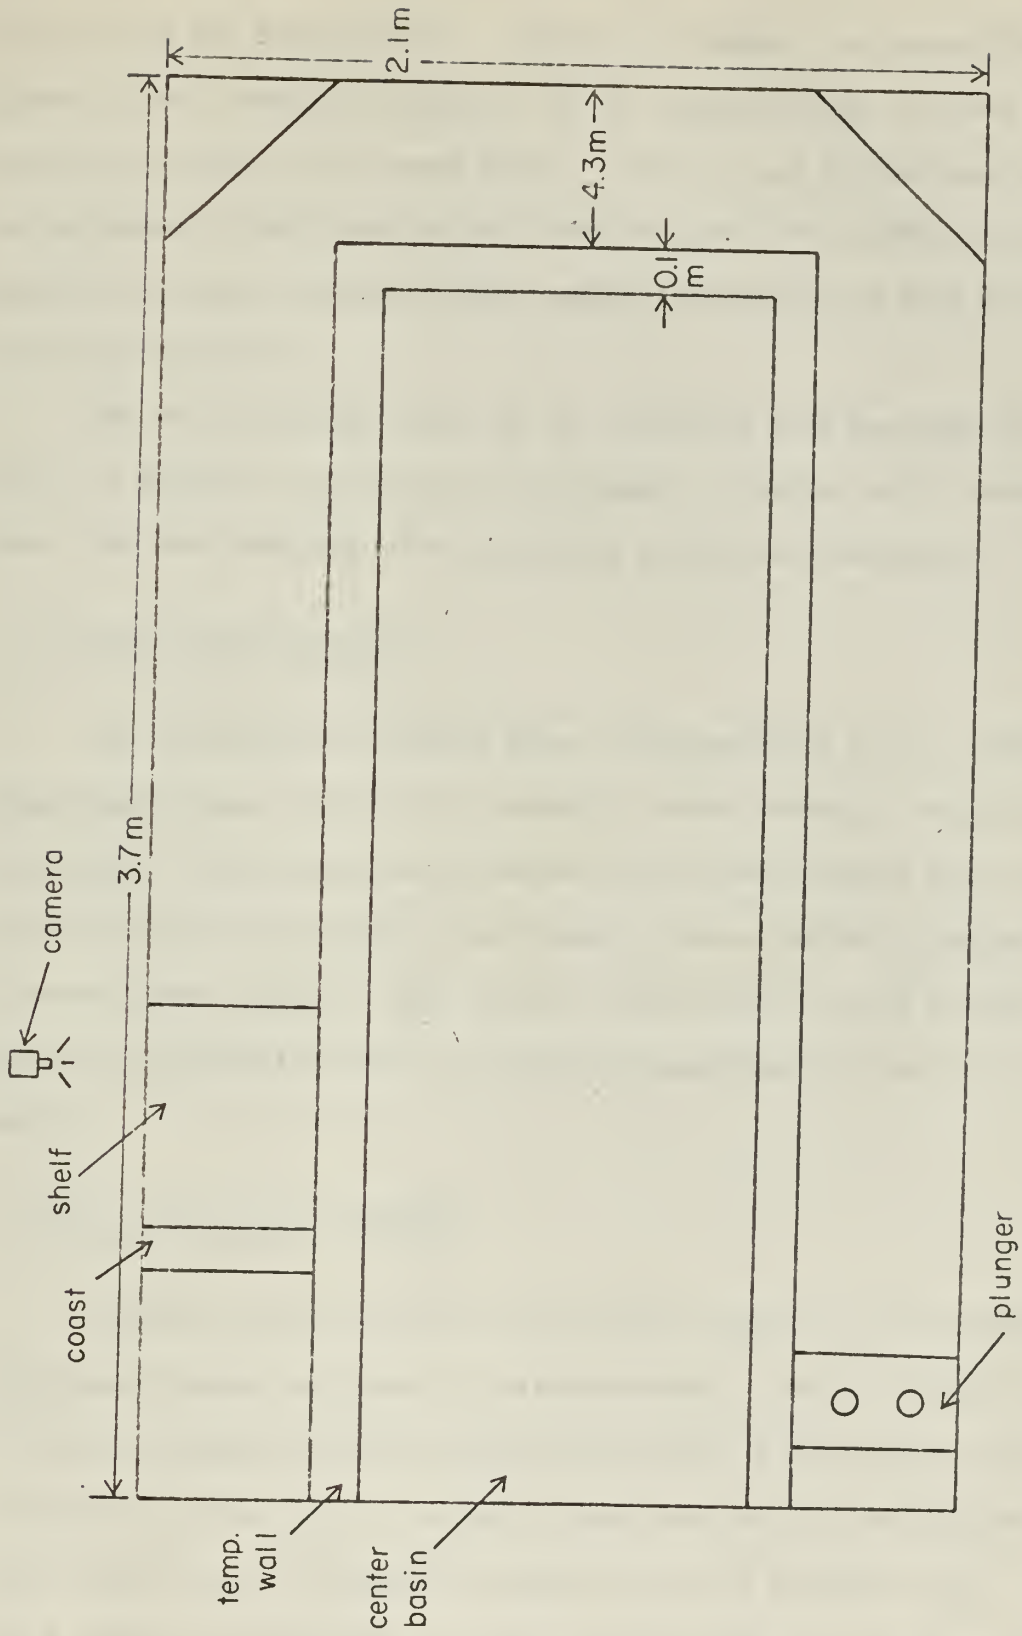 camera
shelf
coast
3.7m
2.1m
4.3m
0.1
m
temp.
wall
center
basin
plunger